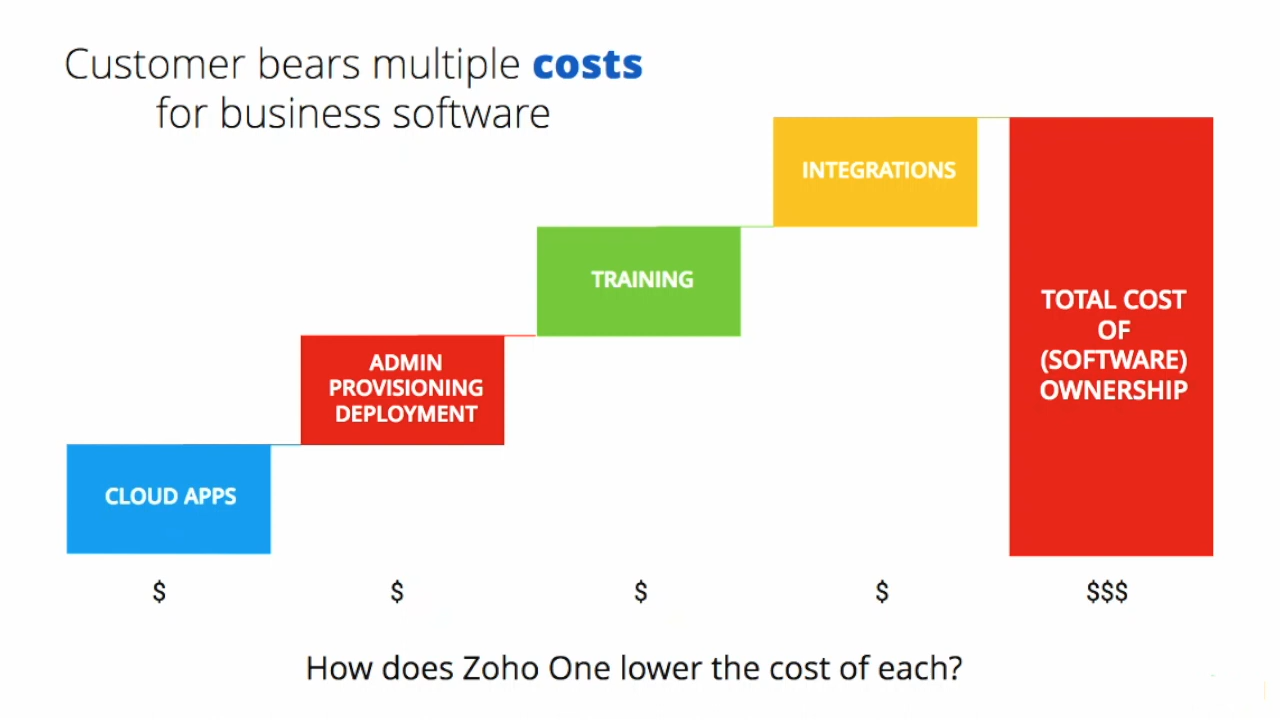 Customer bears multiple costs
for business software
INTEGRATIONS
TRAINING
ADMIN
PROVISIONING
DEPLOYMENT
CLOUD APPS
TOTAL COST
OF
(SOFTWARE)
OWNERSHIP
$ $ $ $ $$$
How does Zoho One lower the cost of each?